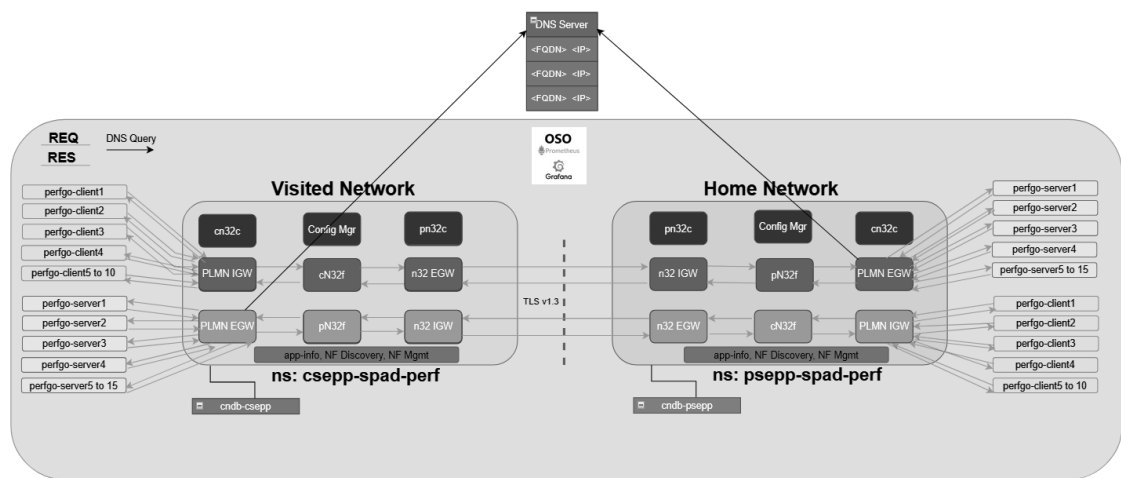 DNS Server
<FQDN> <IP>
<FQDN> <IP>
<FQDN> <IP>
REQ
RES
DNS Query
OSO
Prometheus
Grafana
Visited Network
Home Network
perfgo-client1
perfgo-client2
perfgo-client3
perfgo-client4
perfgo-client5 to 10
perfgo-server1
perfgo-server2
perfgo-server3
perfgo-server4
perfgo-server5 to 15
cn32c
Config Mgr
pn32c
PLMN IGW
cN32f
n32 EGW
PLMN EGW
pN32f
n32 IGW
app-info, NF Discovery, NF Mgmt
ns: csepp-spad-perf
cndb-csepp
TLS v1.3
pn32c
Config Mgr
cn32c
n32 IGW
pN32f
PLMN EGW
n32 EGW
cN32f
PLMN IGW
app-info, NF Discovery, NF Mgmt
ns: psepp-spad-perf
cndb-psepp
perfgo-server1
perfgo-server2
perfgo-server3
perfgo-server4
perfgo-server5 to 15
perfgo-client1
perfgo-client2
perfgo-client3
perfgo-client4
perfgo-client5 to 10